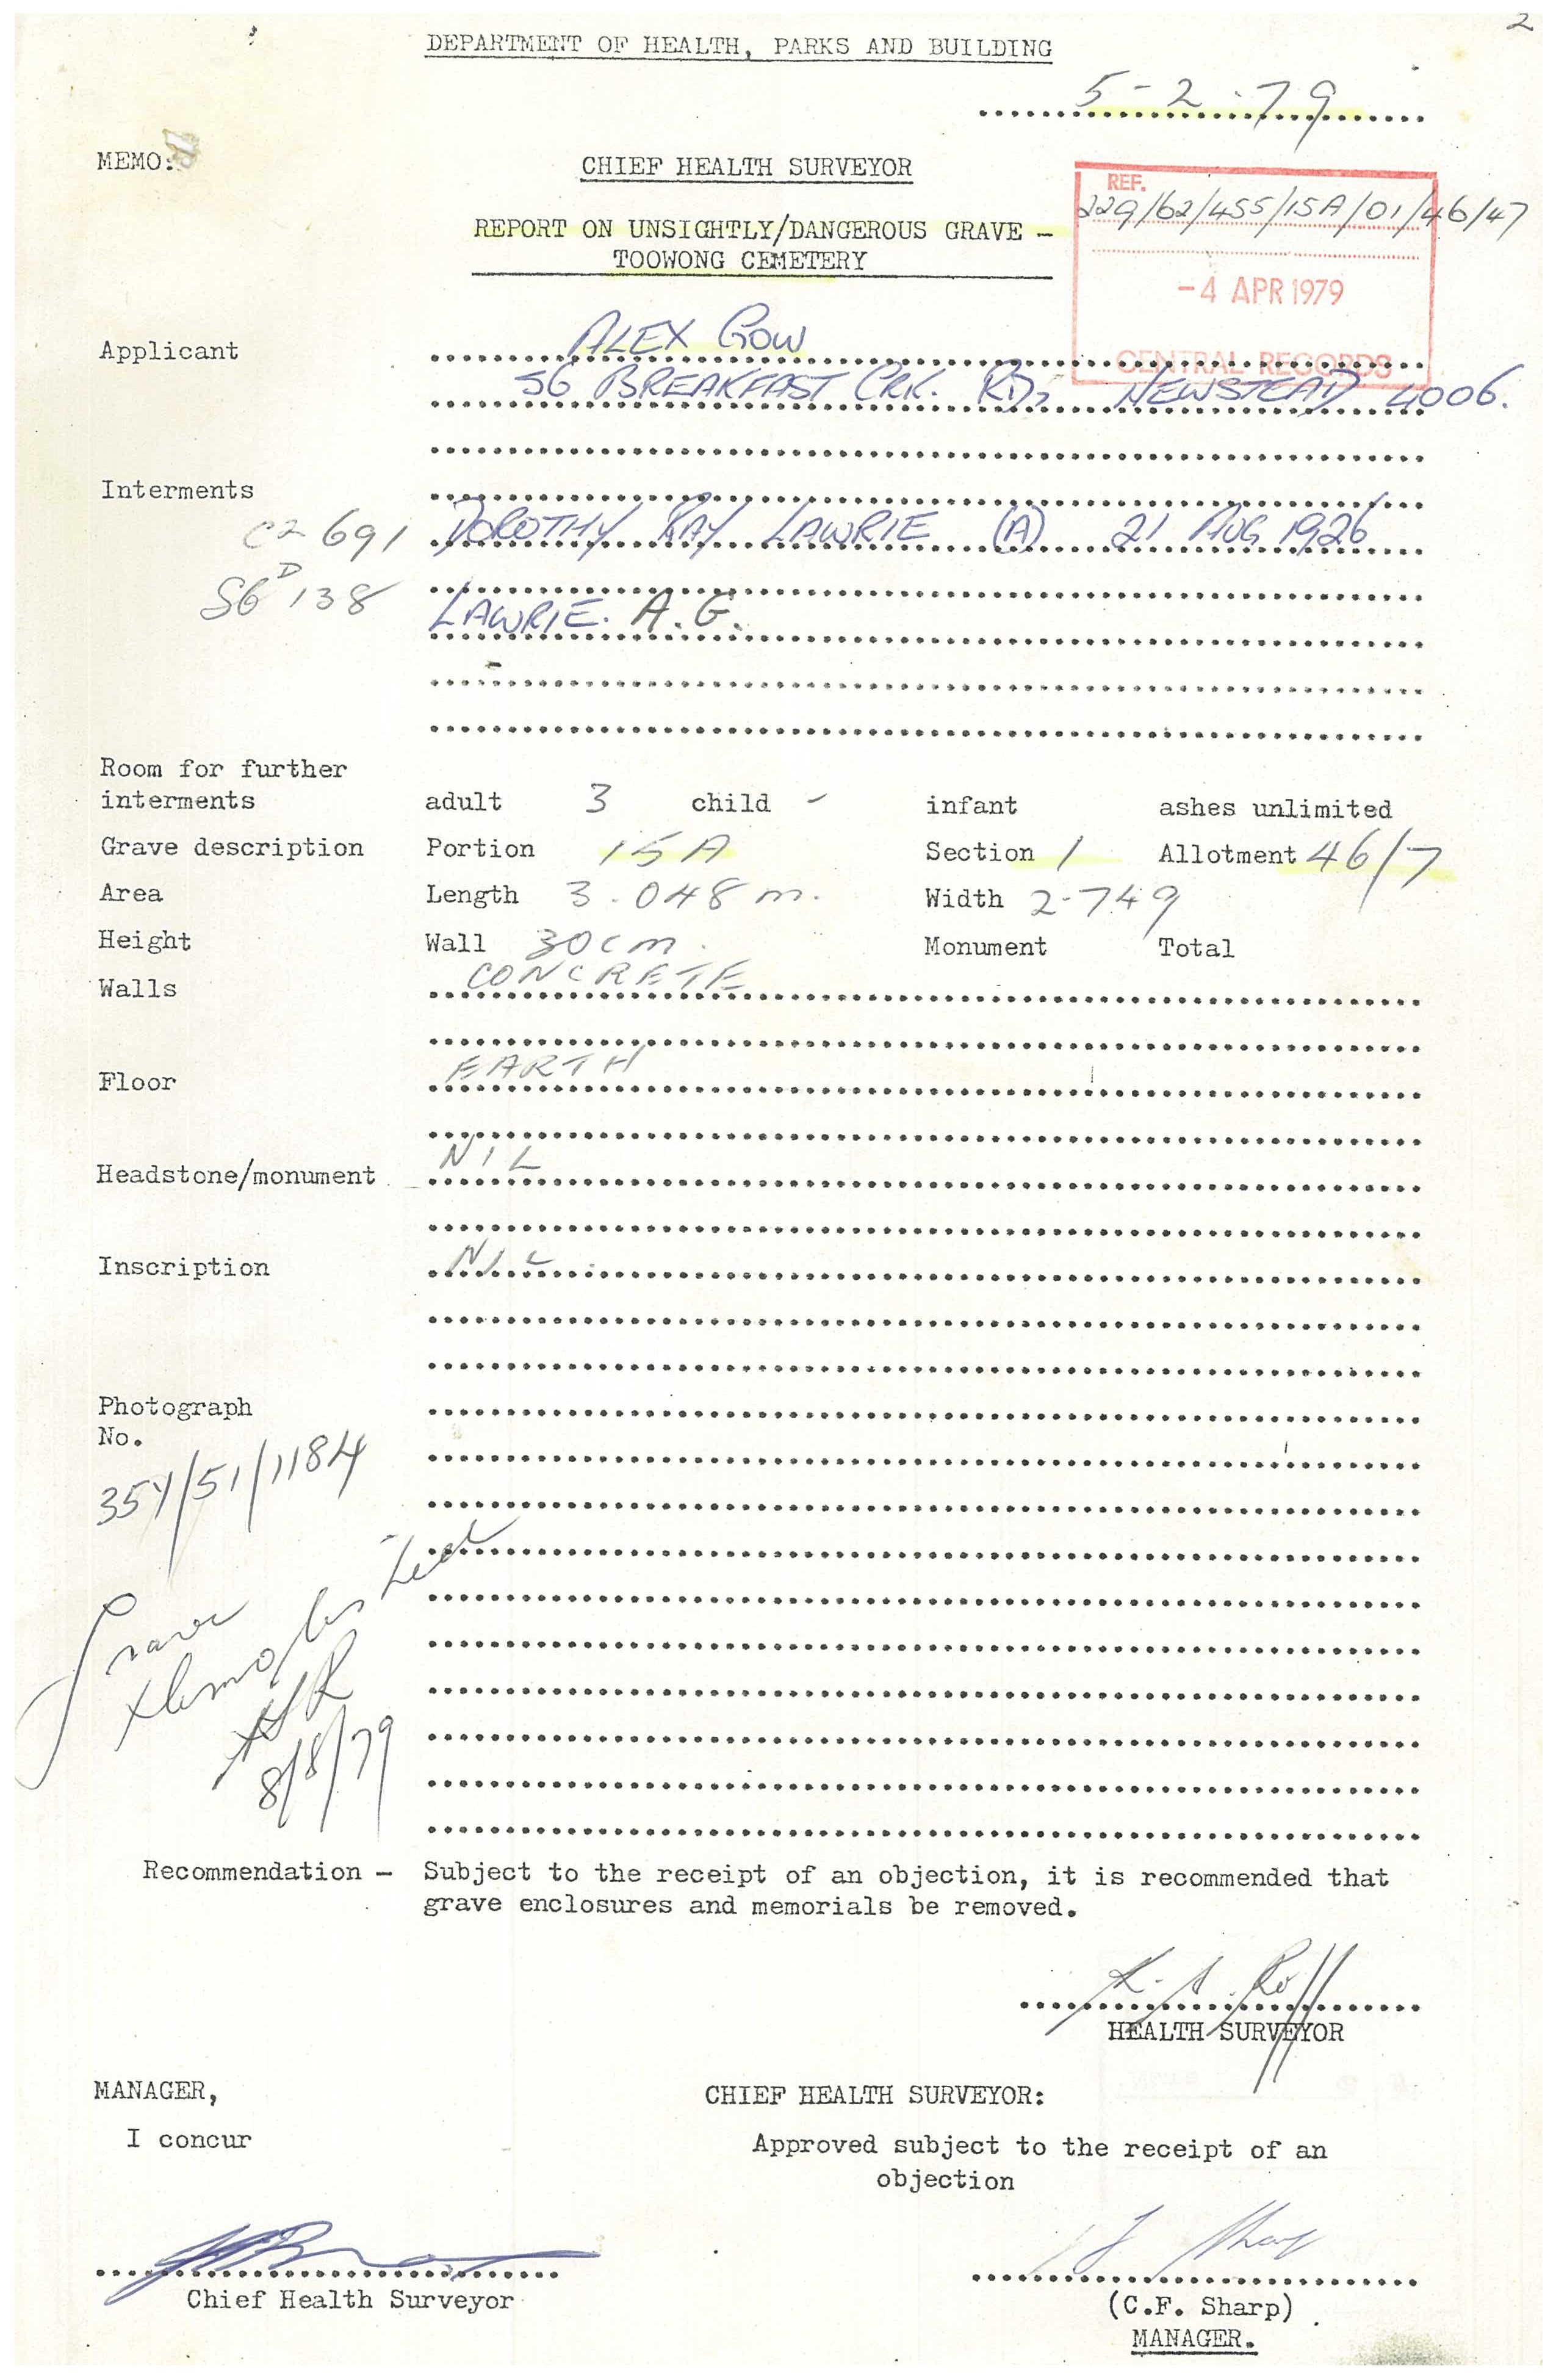 2
DEPARTMENT OF HEALTH, PARKS AND BUILDING
5-2-79
MEMO:
CHIEF HEALTH SURVEYOR
REF.
229/62/455/15A/01/46/47
REPORT ON UNSIGHTLY/DANGEROUS GRAVE -
TOOWONG CEMETERY
-4 APR 1979
CENTRAL RECORDS
Applicant ALEX GOW
56 BREAKFAST CRK. RD, NEWSTEAD 4006.
Interments
C2 691 DOROTHY KAY LAWRIE (A) 21 AUG 1926
138 LAWRIE. A.G.
Room for further
interments adult 3 child - infant ashes unlimited
Grave description Portion 15A Section 1 Allotment 46/7
Area Length 3.048 m. Width 2.749
Height Wall 30cm. Monument Total
Walls CONCRETE
Floor EARTH
Headstone/monument NIL
Inscription NIL
Photograph
No.
354/51/1184
Grave
8/8/79
Recommendation - Subject to the receipt of an objection, it is recommended that
grave enclosures and memorials be removed.
HEALTH SURVEYOR
MANAGER,
CHIEF HEALTH SURVEYOR:
I concur
Approved subject to the receipt of an
objection
Chief Health Surveyor
(C.F. Sharp)
MANAGER.